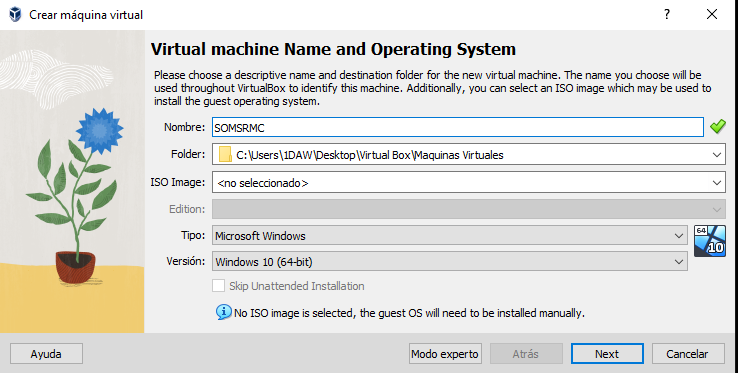 Crear máquina virtual
?
Virtual machine Name and Operating System
Please choose a descriptive name and destination folder for the new virtual machine. The name you choose will be
used throughout VirtualBox to identify this machine. Additionally, you can select an ISO image which may be used to
install the guest operating system.
Nombre: SOMSRMC
Folder: C:\Users\1DAW\Desktop\Virtual Box\Maquinas Virtuales
ISO Image: <no seleccionado>
Edition:
Tipo: Microsoft Windows
64
10
Versión: Windows 10 (64-bit)
Skip Unattended Installation
No ISO image is selected, the guest OS will need to be installed manually.
Ayuda Modo experto Atrás Next Cancelar